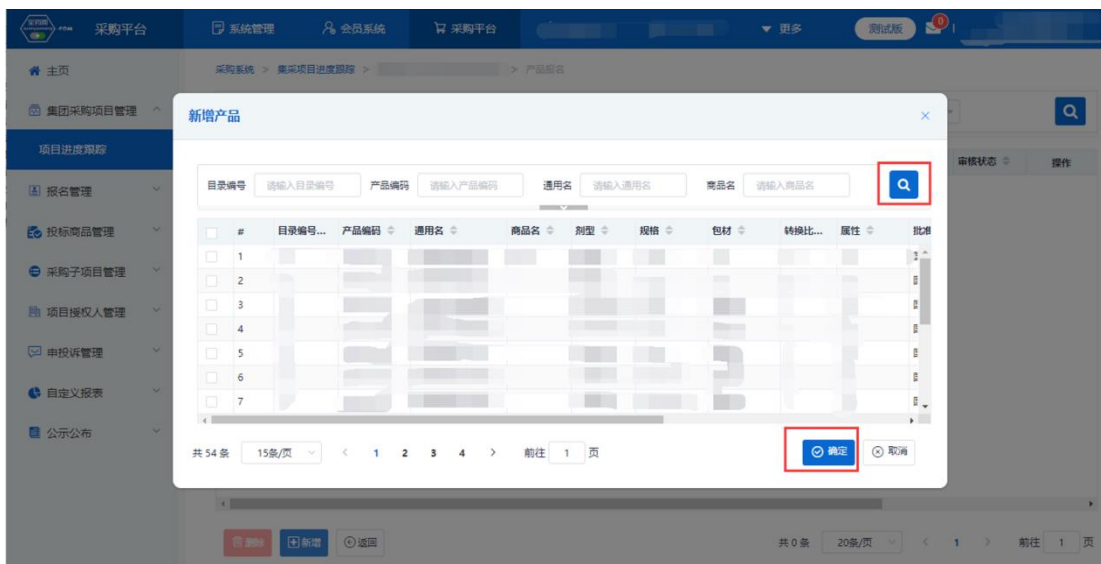 采购平台 系统管理 会员系统 采购平台 更多 测试版 0
主页
集团采购项目管理
项目进度跟踪
报名管理
投标商品管理
采购子项目管理
项目授权人管理
申投诉管理
自定义报表
公示公布
采购系统 > 集采项目进度跟踪 > > 产品报名
审核状态 操作
新增产品
目录编号 请输入目录编号 产品编码 请输入产品编码 通用名 请输入通用名 商品名 请输入商品名
# 目录编号... 产品编码 通用名 商品名 剂型 规格 包材 转换比... 属性 批准
1
2
3
4
5
6
7
共 54 条 15条/页 < 1 2 3 4 > 前往 1 页 确定 取消
删除 新增 返回 共 0 条 20条/页 < 1 > 前往 1 页